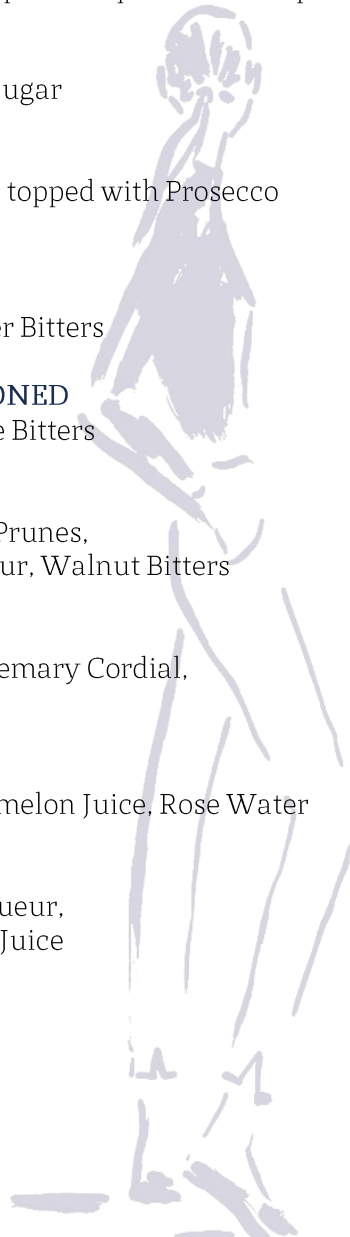 ugar
topped with Prosecco
er Bitters
ONED
e Bitters
Prunes,
ur, Walnut Bitters
emary Cordial,
melon Juice, Rose Water
ueur,
Juice